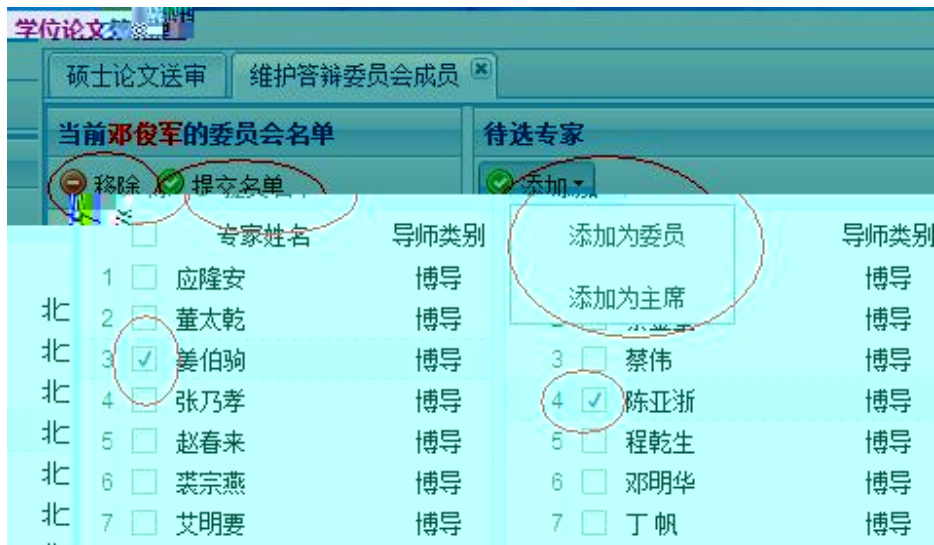 学位论文
硕士论文送审 维护答辩委员会成员
当前邓俊军的委员会名单 待选专家
移除 提交名单 添加
专家姓名 导师类别 添加为委员 导师类别
1 应隆安 博导 博导
北 2 董太乾 博导 添加为主席 博导
北 3 姜伯驹 博导 3 蔡伟 博导
北 4 张乃孝 博导 4 陈亚浙 博导
北 5 赵春来 博导 5 程乾生 博导
北 6 裘宗燕 博导 6 邓明华 博导
北 7 艾明要 博导 7 丁帆 博导